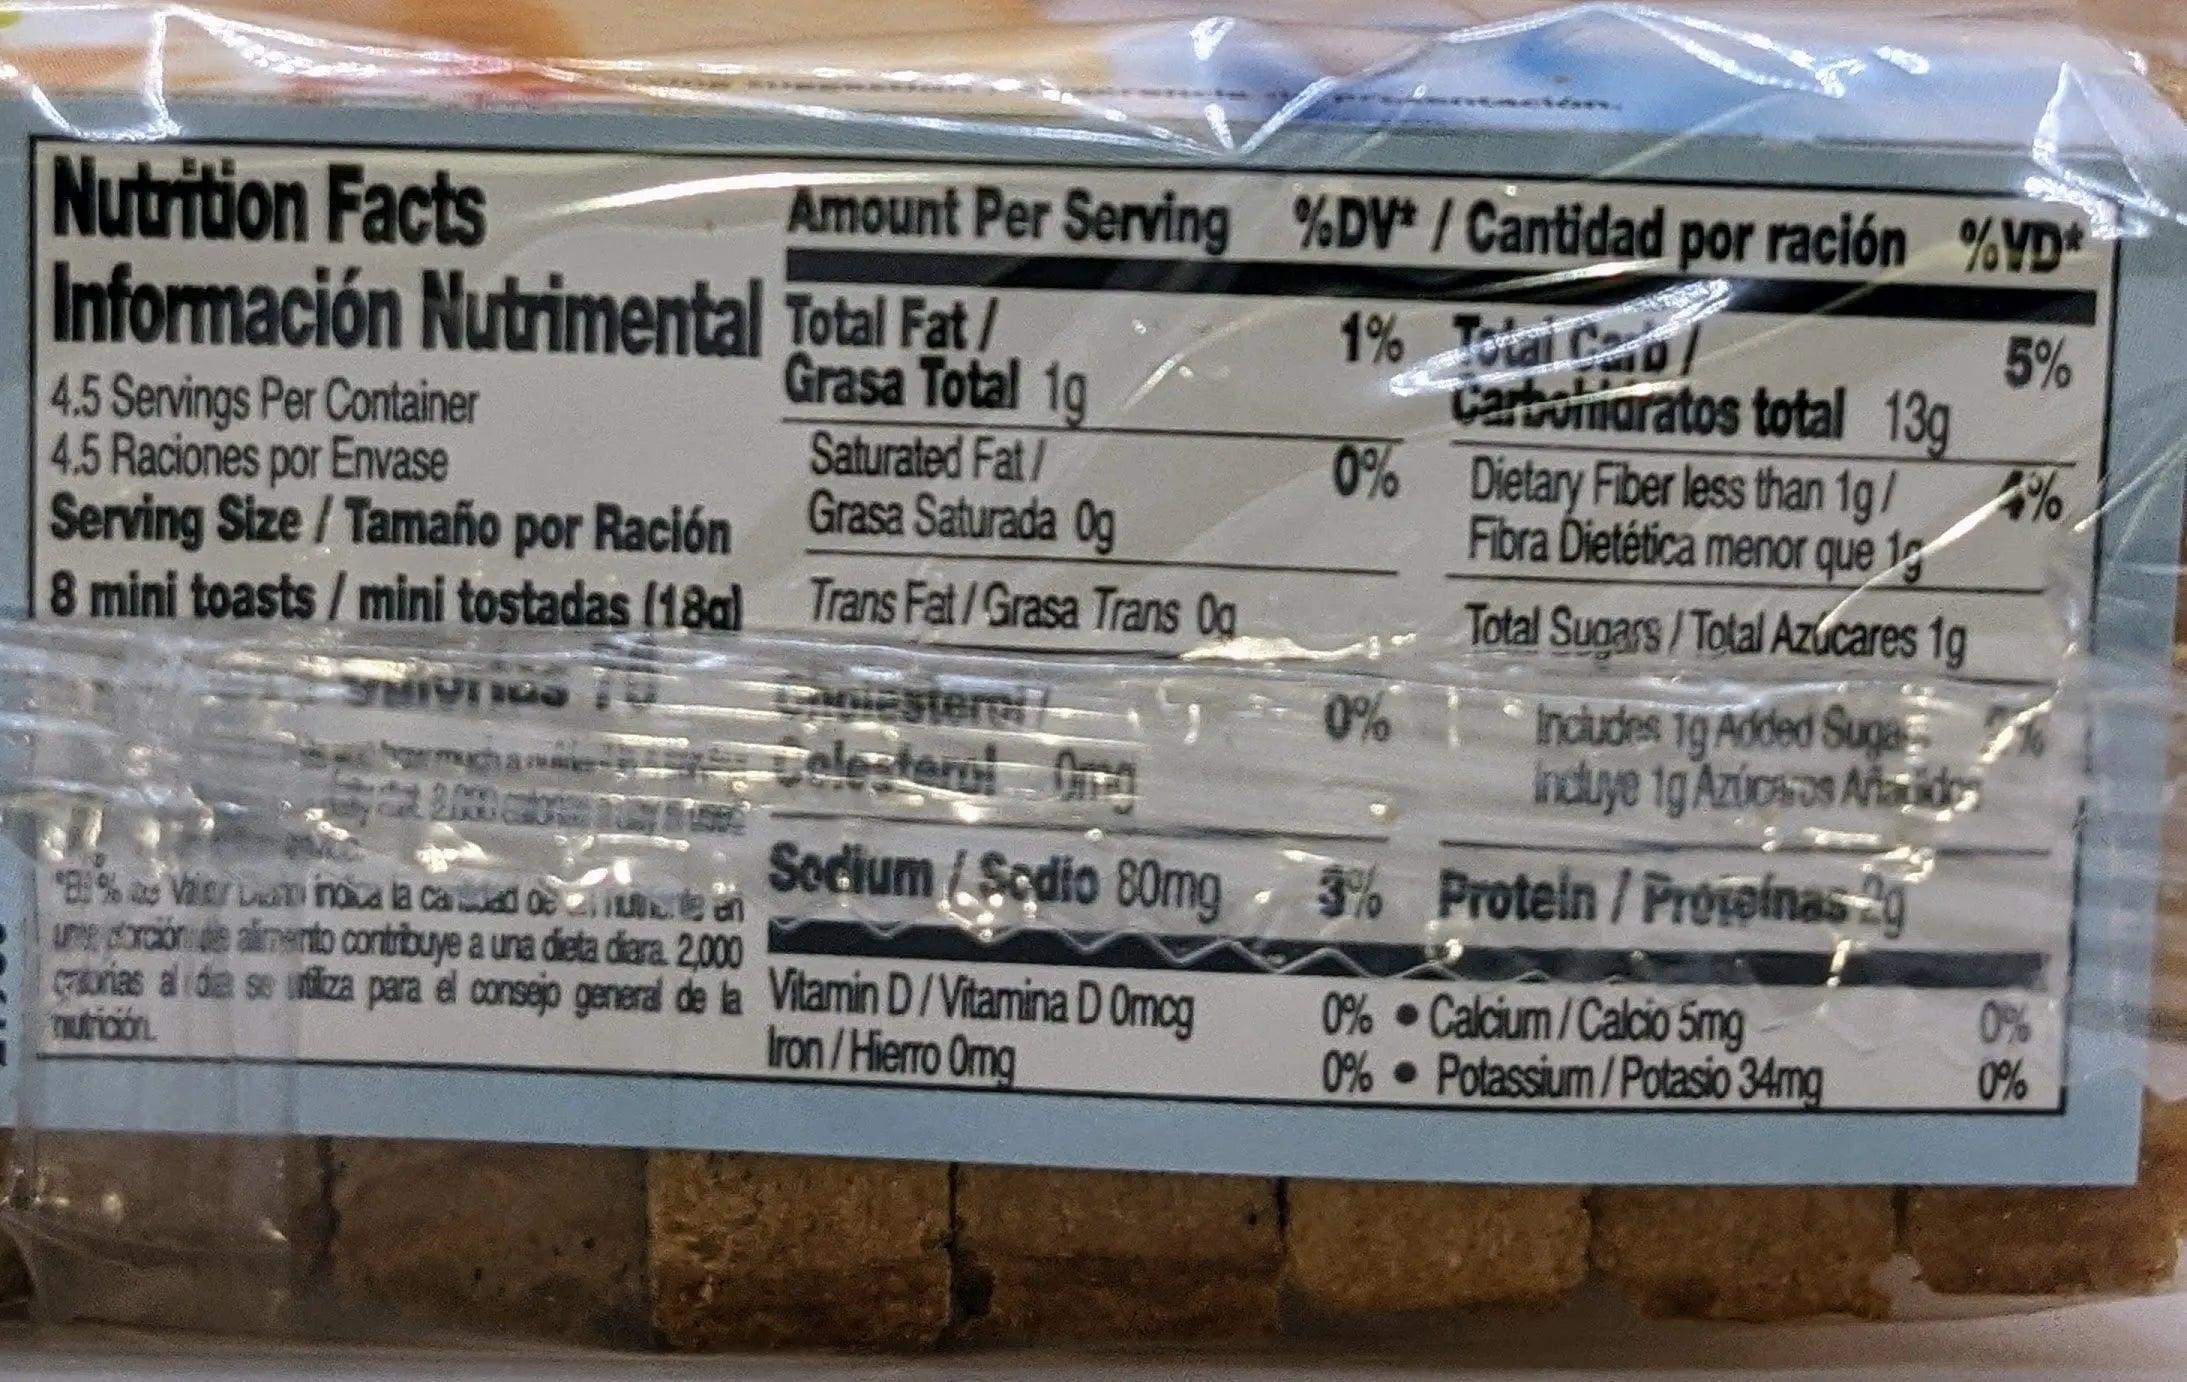 Nutrition Facts
Información Nutrimental
4.5 Servings Per Container
4.5 Raciones por Envase
Serving Size / Tamaño por Ración
8 mini toasts / mini tostadas (18g)
indica la
alimento contribuye a una dieta diara. 2,000
al se utiliza para el consejo general de la
nutrición.
Amount Per Serving %DV* / Cantidad por ración %VD*
Total Fat / 1%
Grasa Total 1g
Saturated Fat / 0%
Grasa Saturada 0g
Trans Fat / Grasa Trans 0g
Cholesterol / 0%
Colesterol 0mg
Sodium / Sodio 80mg 3%
Total Carb / 5%
Carbohidratos total 13g
Dietary Fiber less than 1g / 4%
Fibra Dietética menor que 1g
Total Sugars / Total Azúcares 1g
Includes 1g Added Sugars
incluye 1g Azúcares Añadidos
Protein / Proteínas 2g
Vitamin D / Vitamina D 0mcg 0% • Calcium / Calcio 5mg 0%
Iron / Hierro 0mg 0% • Potassium / Potasio 34mg 0%